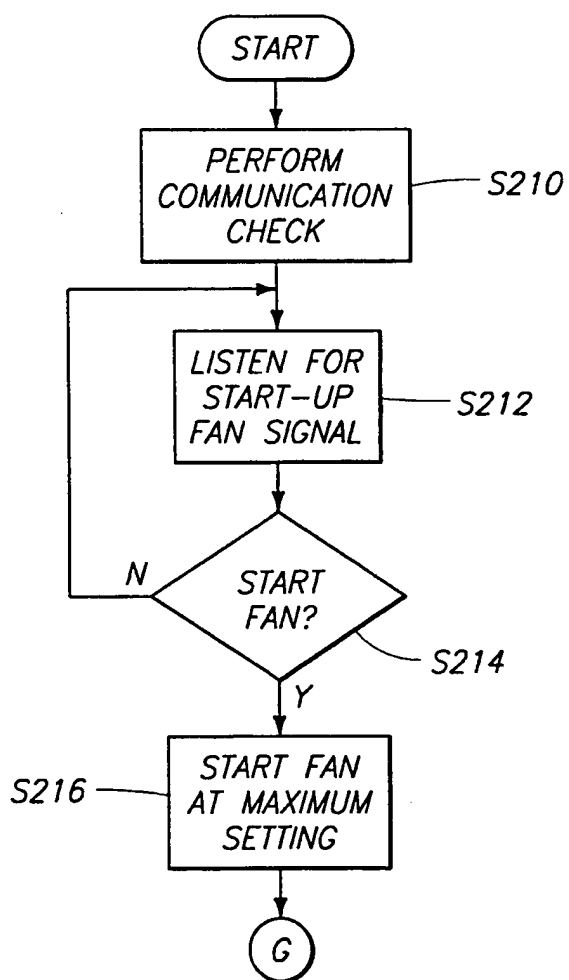 START
PERFORM
COMMUNICATION
CHECK
S210
LISTEN FOR
START-UP
FAN SIGNAL
S212
N
START
FAN?
S214
Y
S216
START FAN
AT MAXIMUM
SETTING
G